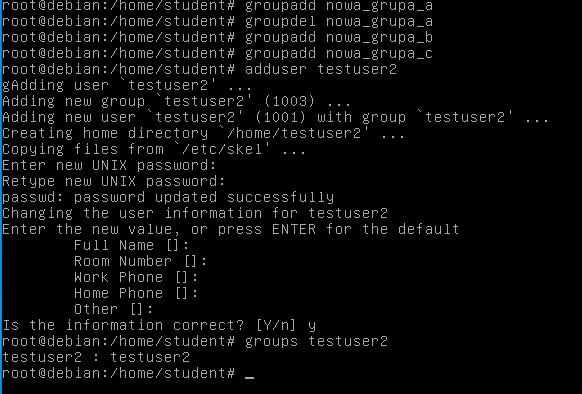 root@debian:/home/student# groupadd nowa_grupa_a
root@debian:/home/student# groupdel nowa_grupa_a
root@debian:/home/student# groupadd nowa_grupa_b
root@debian:/home/student# groupadd nowa_grupa_c
root@debian:/home/student# adduser testuser2
gAdding user `testuser2' ...
Adding new group `testuser2' (1003) ...
Adding new user `testuser2' (1001) with group `testuser2' ...
Creating home directory `/home/testuser2' ...
Copying files from `/etc/skel' ...
Enter new UNIX password:
Retype new UNIX password:
passwd: password updated successfully
Changing the user information for testuser2
Enter the new value, or press ENTER for the default
Full Name []:
Room Number []:
Work Phone []:
Home Phone []:
Other []:
Is the information correct? [Y/n] y
root@debian:/home/student# groups testuser2
testuser2 : testuser2
root@debian:/home/student# _